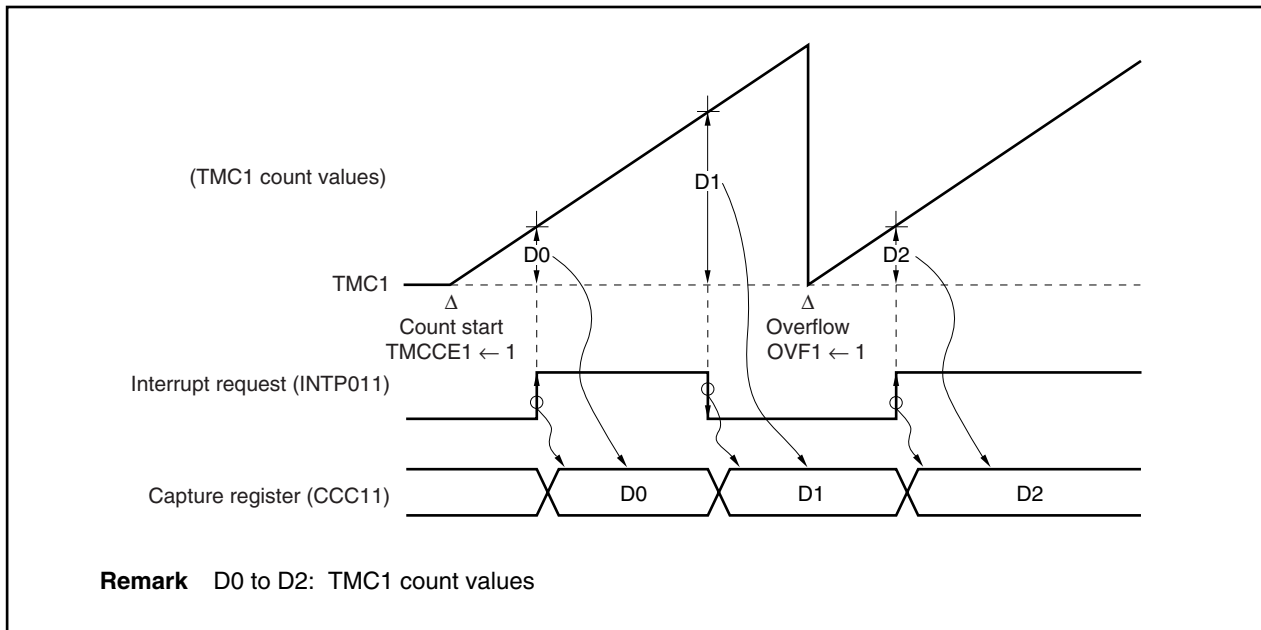 (TMC1 count values)
D1
D0
D2
TMC1
Δ
Δ
Count start
TMCCE1 ← 1
Overflow
OVF1 ← 1
Interrupt request (INTP011)
Capture register (CCC11)
D0
D1
D2
Remark D0 to D2: TMC1 count values